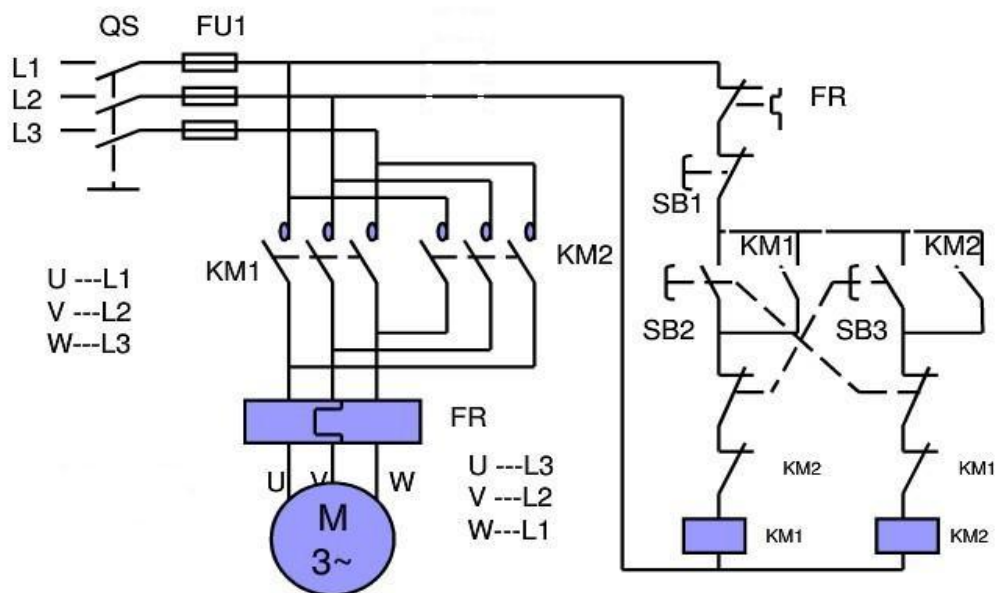 QS
FU1
L1
L2
L3
FR
SB1
KM1
KM2
KM1
KM2
U ---L1
V ---L2
W---L3
SB2
SB3
FR
U
V
W
U ---L3
V ---L2
W---L1
M
3~
KM2
KM1
KM1
KM2